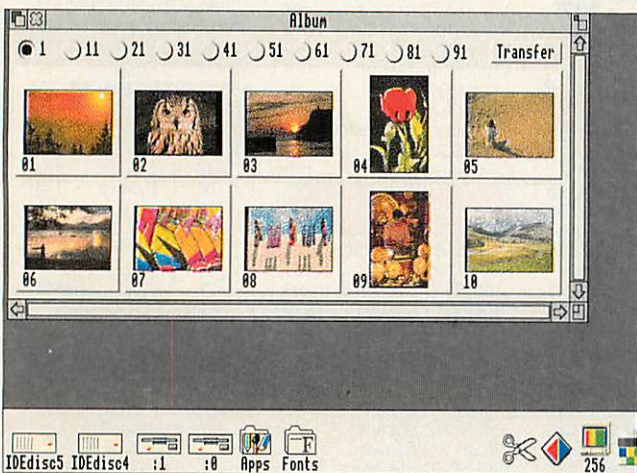 Album
1 11 21 31 41 51 61 71 81 91 Transfer
01 02 03 04 05
06 07 08 09 10
IDEdisc5 IDEdisc4 :1 :0 Apps Fonts 256